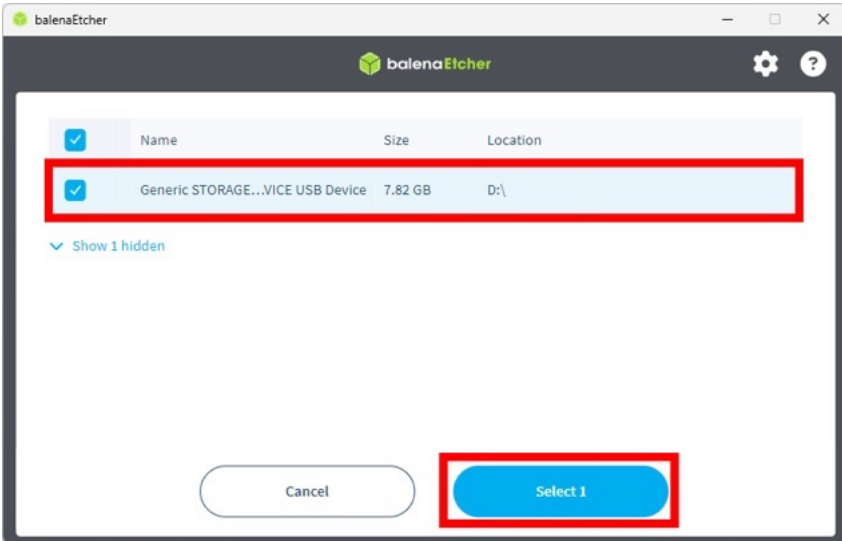 balenaEtcher
balenaEtcher
Name Size Location
Generic STORAGE...VICE USB Device 7.82 GB D:\
Show 1 hidden
Cancel Select 1